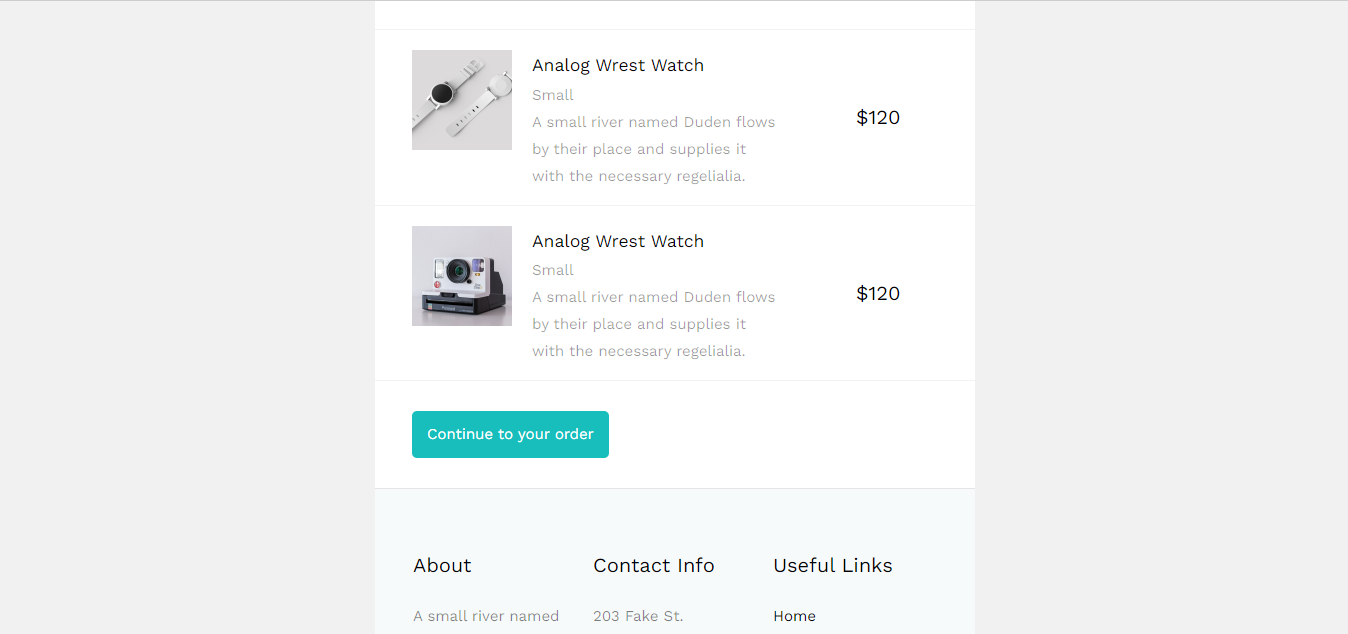 Analog Wrest Watch
Small
A small river named Duden flows
by their place and supplies it
with the necessary regelialia.
$120
Analog Wrest Watch
Small
A small river named Duden flows
by their place and supplies it
with the necessary regelialia.
$120
Continue to your order
About
Contact Info
Useful Links
A small river named
203 Fake St.
Home